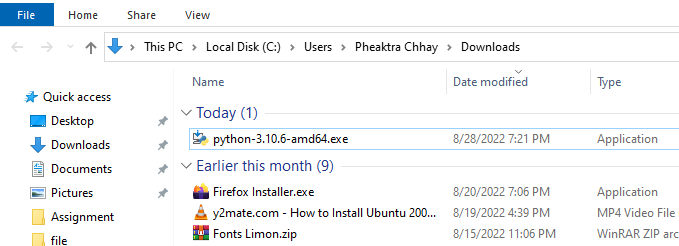 File Home Share View
This PC Local Disk (C:) Users Pheaktra Chhay Downloads
Name Date modified Type
Quick access
Desktop
Downloads
Documents
Pictures
Assignment
file
Today (1)
python-3.10.6-amd64.exe 8/28/2022 7:21 PM Application
Earlier this month (9)
Firefox Installer.exe 8/20/2022 7:06 PM Application
y2mate.com - How to Install Ubuntu 200... 8/19/2022 4:39 PM MP4 Video File
Fonts Limon.zip 8/15/2022 11:06 PM WinRAR ZIP arc